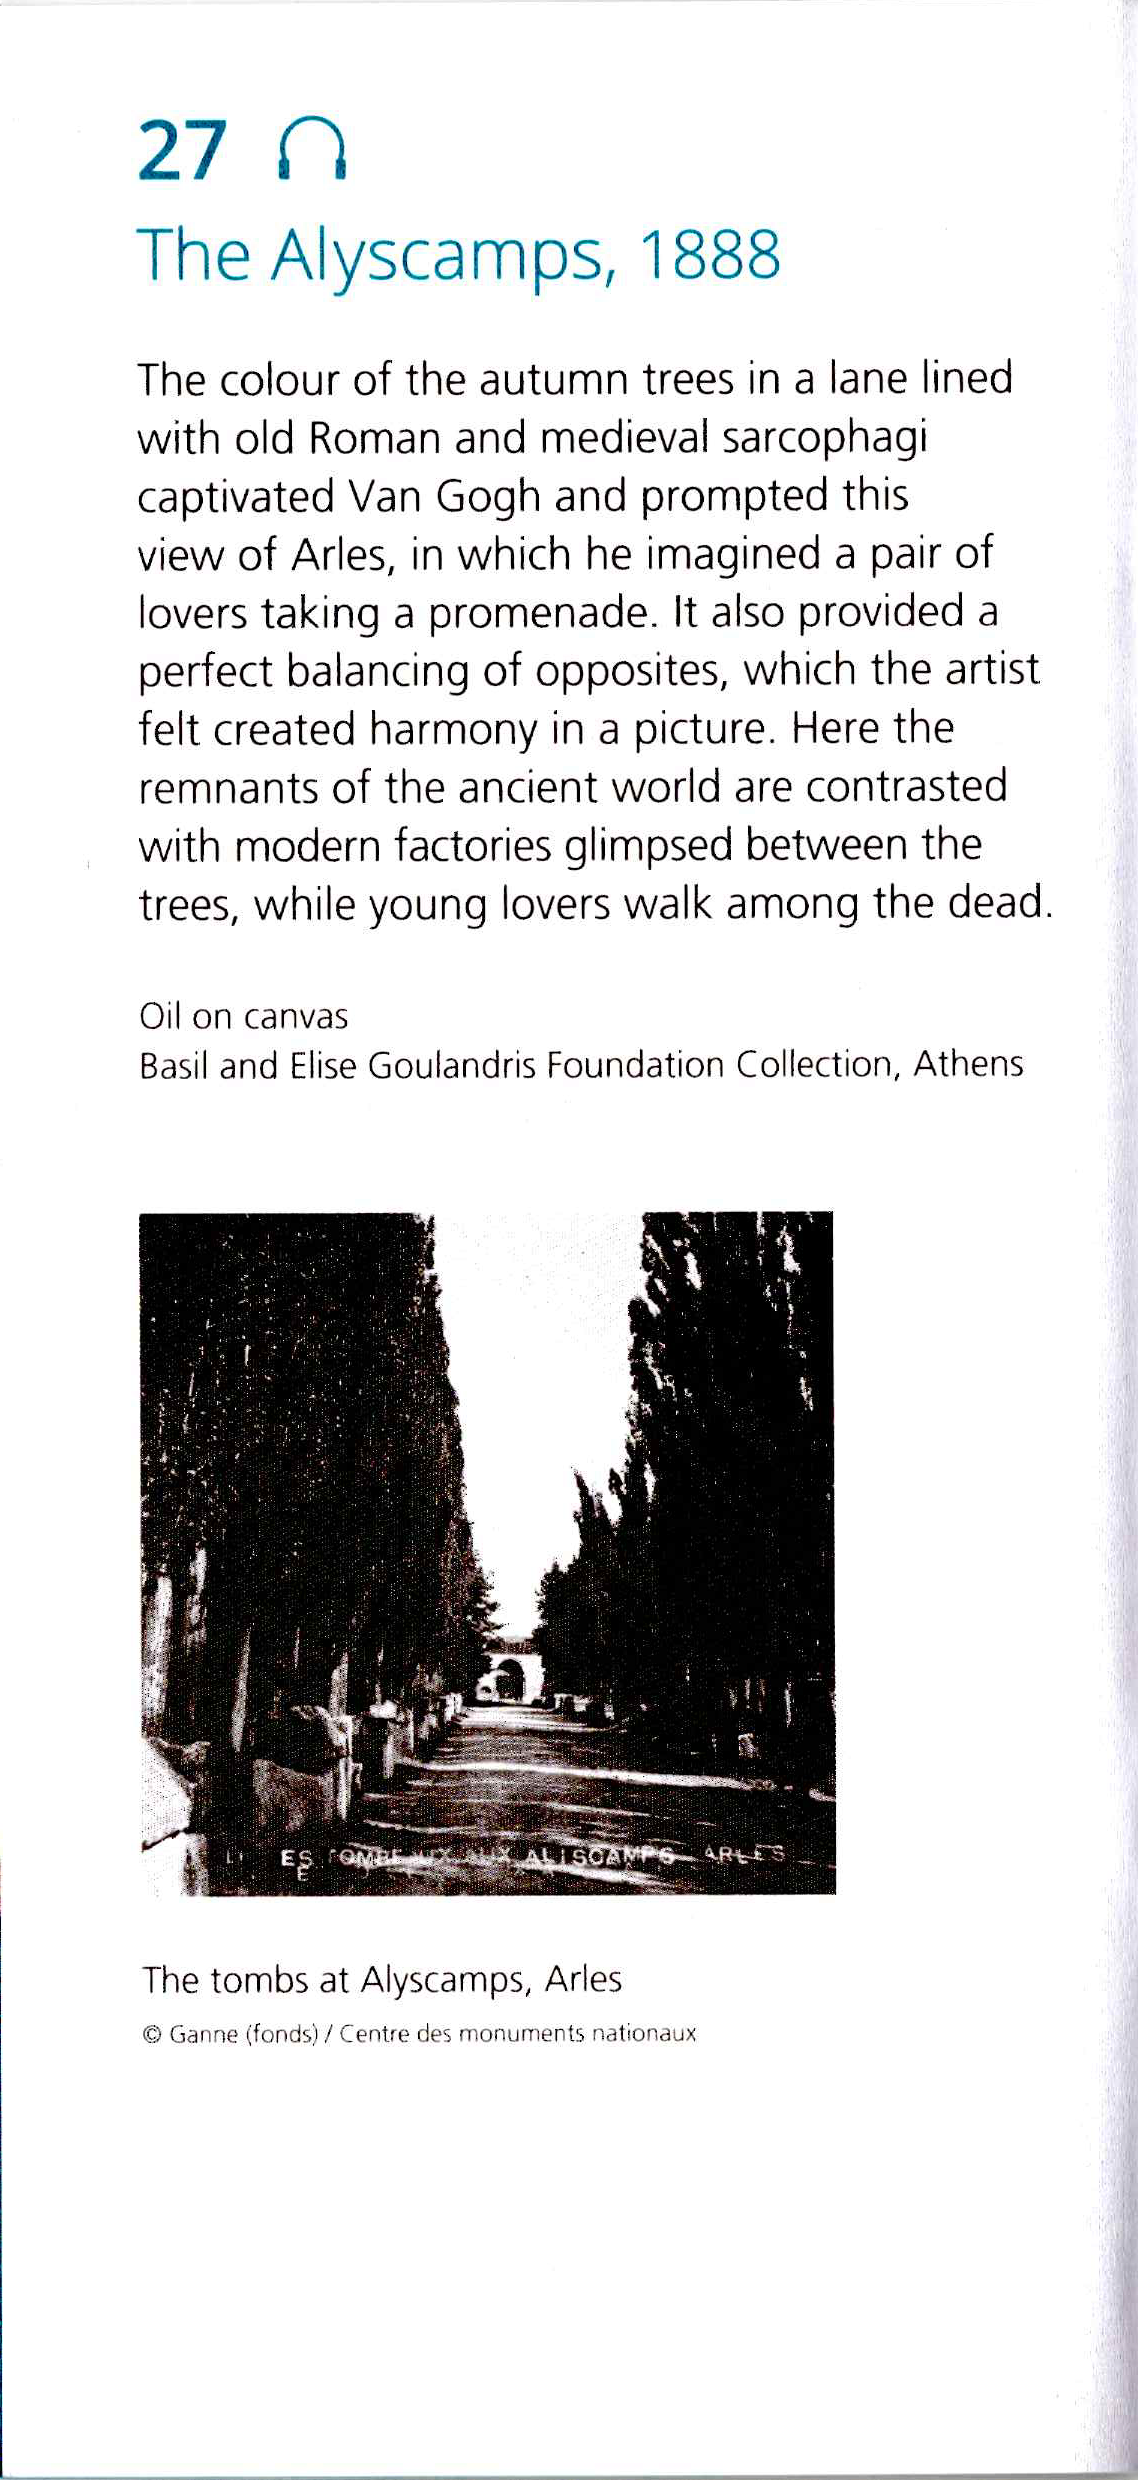 27
The Alyscamps, 1888
The colour of the autumn trees in a lane lined
with old Roman and medieval sarcophagi
captivated Van Gogh and prompted this
view of Arles, in which he imagined a pair of
lovers taking a promenade. It also provided a
perfect balancing of opposites, which the artist
felt created harmony in a picture. Here the
remnants of the ancient world are contrasted
with modern factories glimpsed between the
trees, while young lovers walk among the dead.
Oil on canvas
Basil and Elise Goulandris Foundation Collection, Athens
AUX ALISCAMPS ARLES
The tombs at Alyscamps, Arles
© Ganne (fonds) / Centre des monuments nationaux